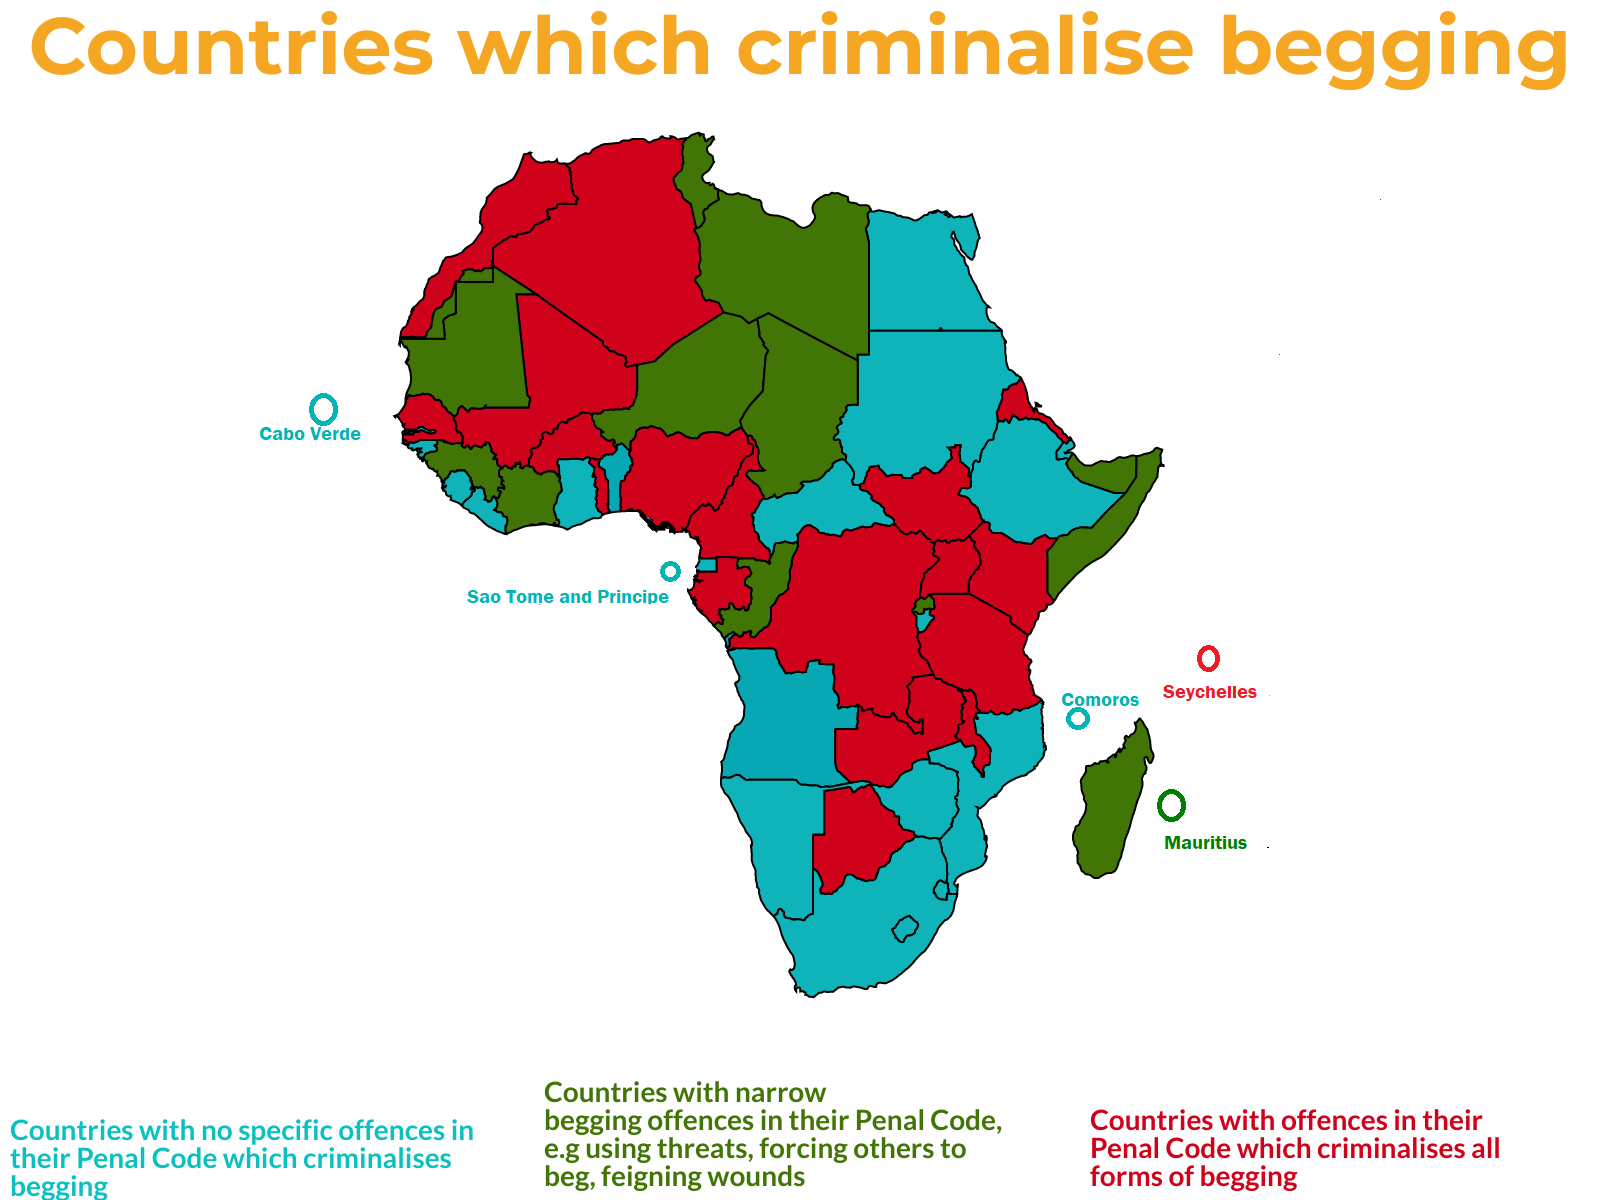 Countries which criminalise begging
Cabo Verde
Sao Tome and Principe
Seychelles
Comoros
Mauritius
Countries with no specific offences in
their Penal Code which criminalises
begging
Countries with narrow
begging offences in their Penal Code,
e.g using threats, forcing others to
beg, feigning wounds
Countries with offences in their
Penal Code which criminalises all
forms of begging